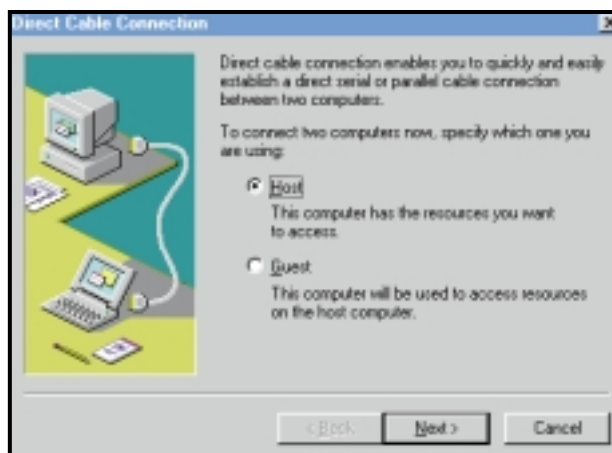 Direct Cable Connection
Direct cable connection enables you to quickly and easily
establish a direct serial or parallel cable connection
between two computers.
To connect two computers now, specify which one you
are using:
Host
This computer has the resources you want
to access.
Guest
This computer will be used to access resources
on the host computer.
< Back
Next >
Cancel